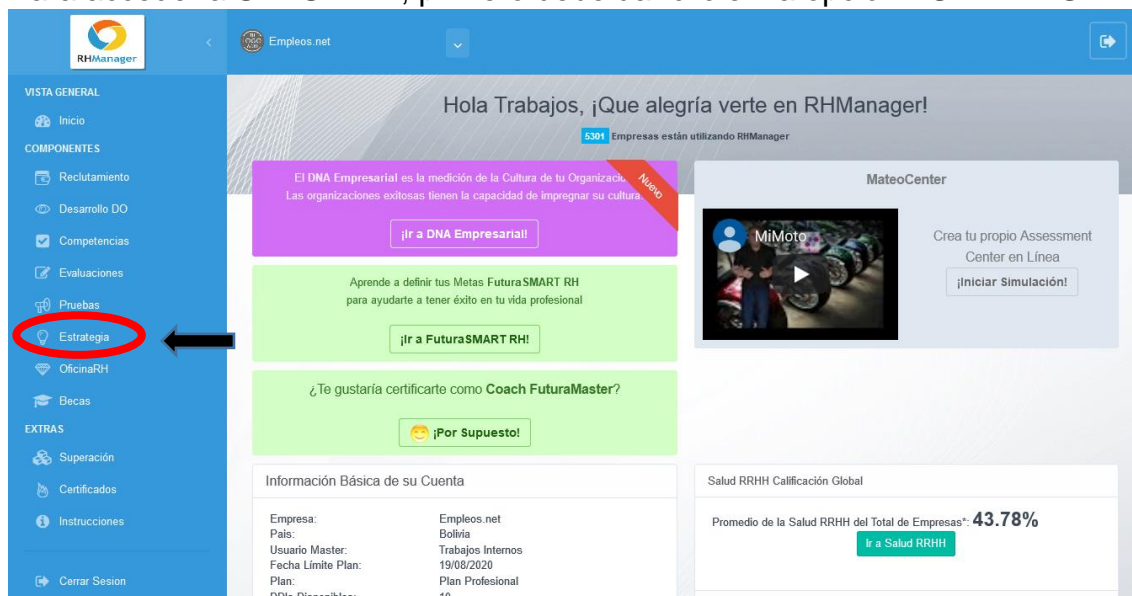 RHManager
Empleos.net
VISTA GENERAL
Inicio
COMPONENTES
Reclutamiento
Desarrollo DO
Competencias
Evaluaciones
Pruebas
Estrategia
OficinaRH
Becas
EXTRAS
Superación
Certificados
Instrucciones
Cerrar Sesion
Hola Trabajos, ¡Que alegría verte en RHManager!
5301 Empresas están utilizando RHManager
El DNA Empresarial es la medición de la Cultura de tu
Las organizaciones exitosas tienen la capacidad de impregnar su cultura
Nuevo
¡Ir a DNA Empresarial!
Aprende a definir tus Metas FuturaSMART RH
para ayudarte a tener éxito en tu vida profesional
¡Ir a FuturaSMART RH!
¿Te gustaría certificarte como Coach FuturaMaster?
¡Por Supuesto!
MateoCenter
MiMoto
Crea tu propio Assessment
Center en Línea
¡Iniciar Simulación!
Información Básica de su Cuenta
Empresa: Empleos.net
Pais: Bolivia
Usuario Master: Trabajos Internos
Fecha Límite Plan: 19/08/2020
Plan: Plan Profesional
Salud RRHH Calificación Global
Promedio de la Salud RRHH del Total de Empresas*: 43.78%
Ir a Salud RRHH